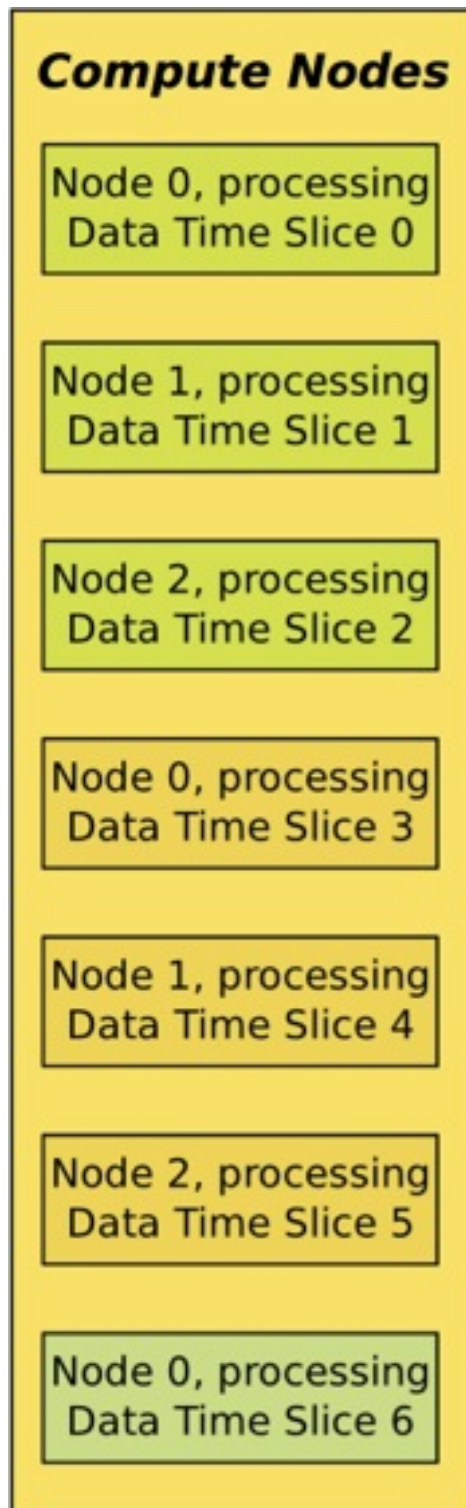 Compute Nodes
Node 0, processing
Data Time Slice 0
Node 1, processing
Data Time Slice 1
Node 2, processing
Data Time Slice 2
Node 0, processing
Data Time Slice 3
Node 1, processing
Data Time Slice 4
Node 2, processing
Data Time Slice 5
Node 0, processing
Data Time Slice 6